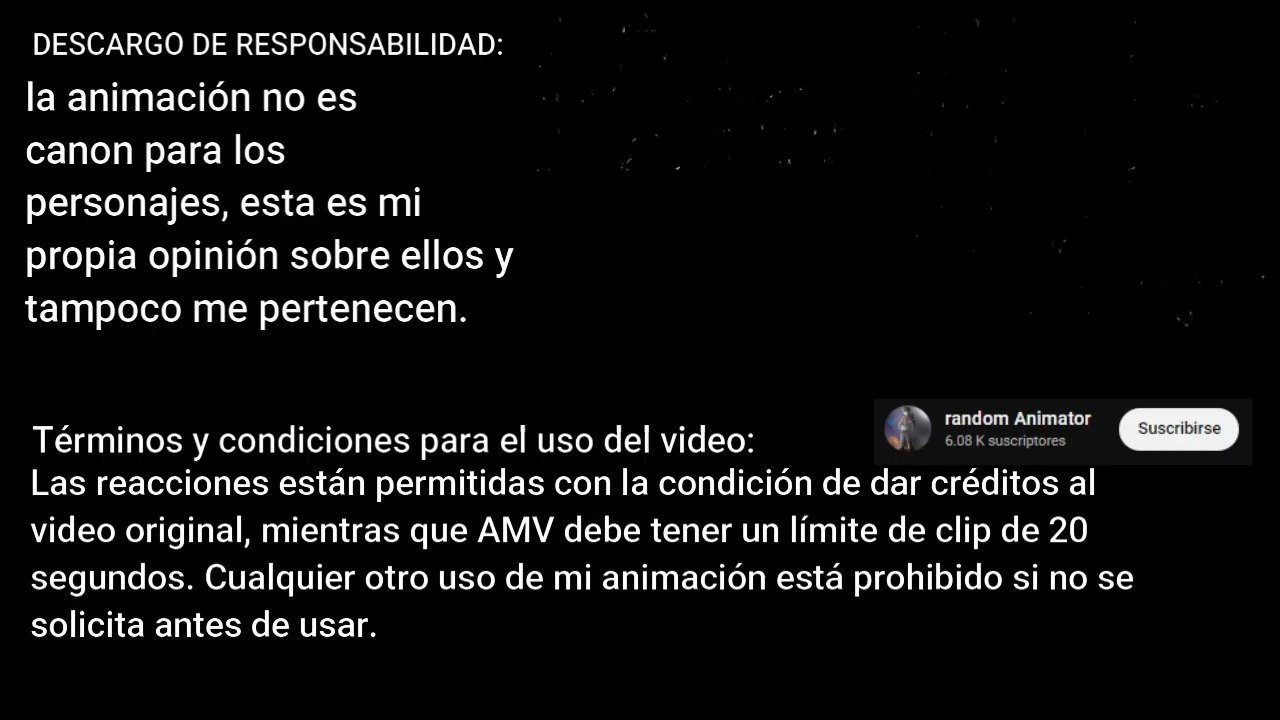 DESCARGO DE RESPONSABILIDAD:
la animación no es
canon para los
personajes, esta es mi
propia opinión sobre ellos y
tampoco me pertenecen.
random Animator
6.08 K suscriptores
Suscribirse
Términos y condiciones para el uso del video:
Las reacciones están permitidas con la condición de dar créditos al
video original, mientras que AMV debe tener un límite de clip de 20
segundos. Cualquier otro uso de mi animación está prohibido si no se
solicita antes de usar.